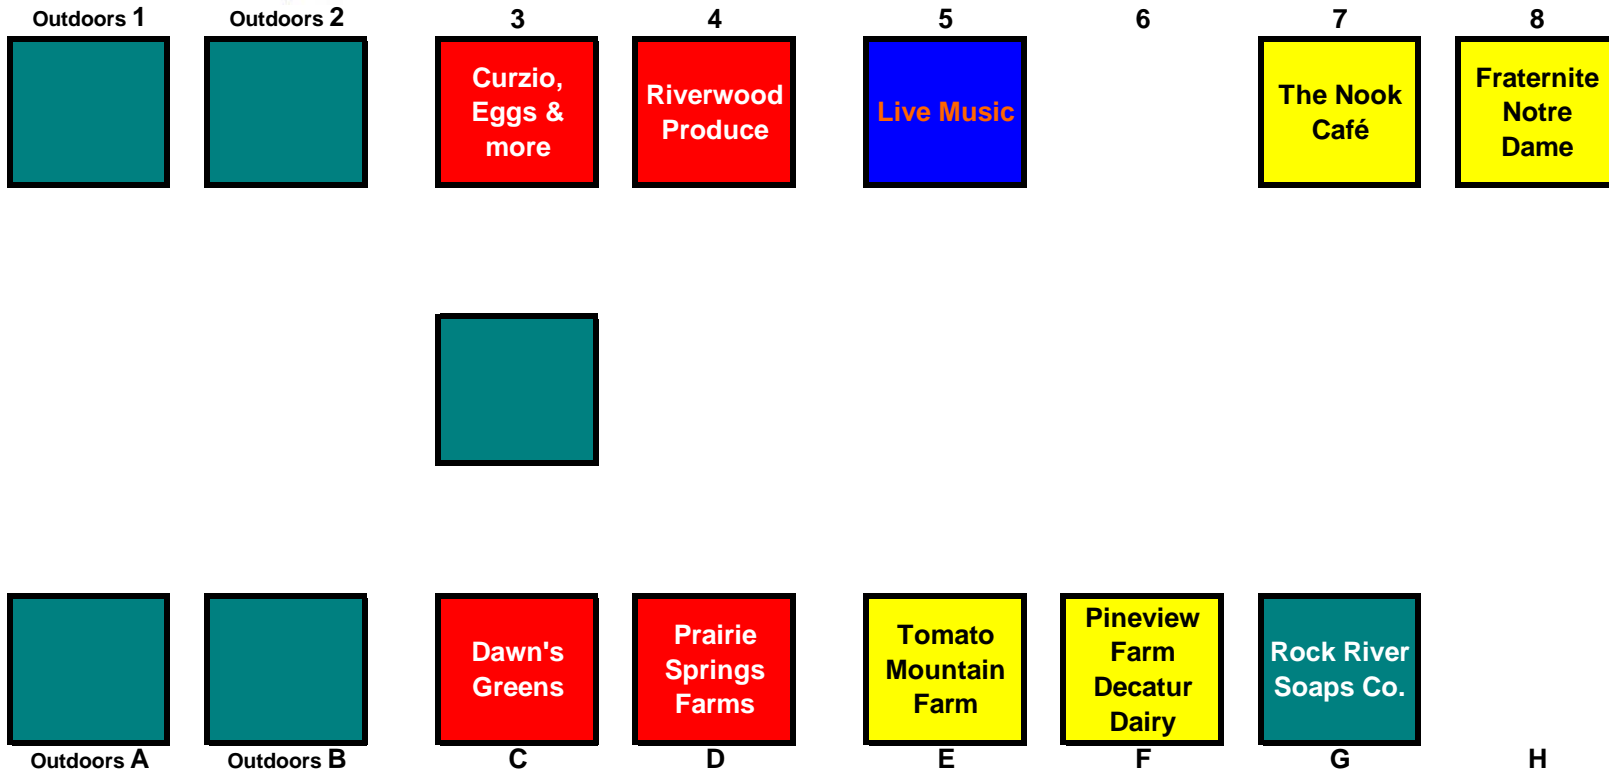 Outdoors 1 Outdoors 2 3 4 5 6 7 8
Curzio,
Eggs &
more
Riverwood
Produce
Live Music
The Nook
Café
Fraternite
Notre
Dame
Dawn's
Greens
Prairie
Springs
Farms
Tomato
Mountain
Farm
Pineview
Farm
Decatur
Dairy
Rock River
Soaps Co.
Outdoors A Outdoors B C D E F G H